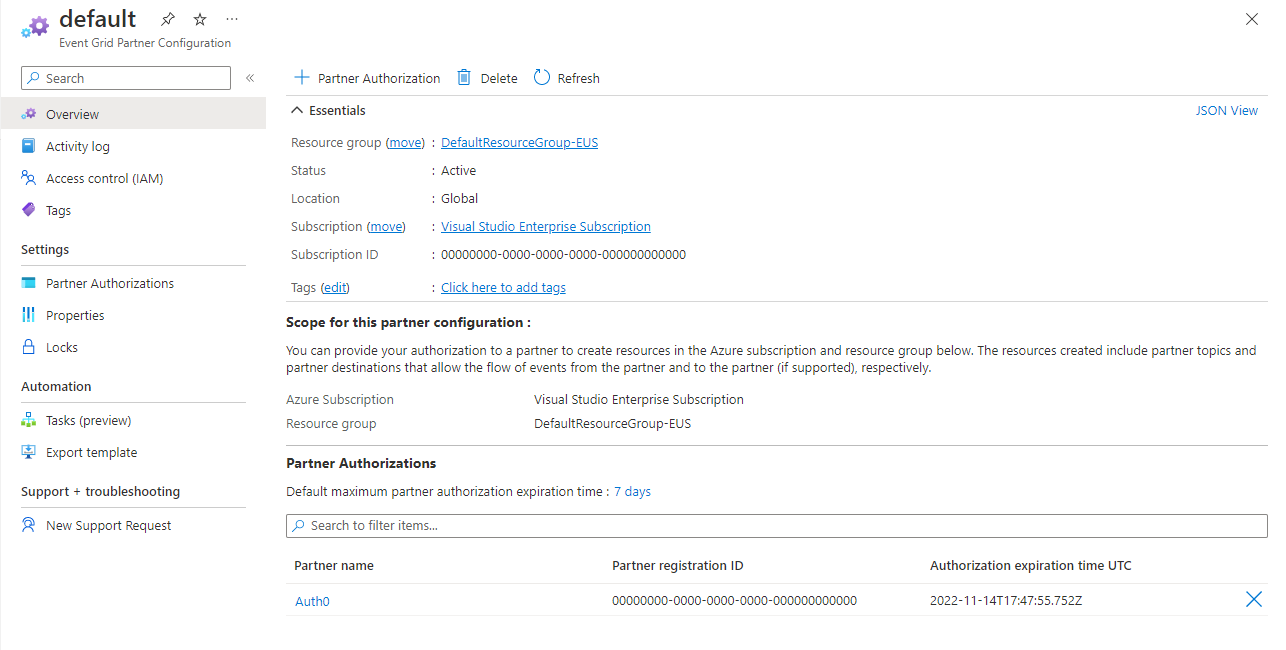 default
Event Grid Partner Configuration
Search
Overview
Activity log
Access control (IAM)
Tags
Settings
Partner Authorizations
Properties
Locks
Automation
Tasks (preview)
Export template
Support + troubleshooting
New Support Request
Partner Authorization Delete Refresh
Essentials JSON View
Resource group (move) : DefaultResourceGroup-EUS
Status : Active
Location : Global
Subscription (move) : Visual Studio Enterprise Subscription
Subscription ID : 00000000-0000-0000-0000-000000000000
Tags (edit) : Click here to add tags
Scope for this partner configuration :
You can provide your authorization to a partner to create resources in the Azure subscription and resource group below. The resources created include partner topics and
partner destinations that allow the flow of events from the partner and to the partner (if supported), respectively.
Azure Subscription Visual Studio Enterprise Subscription
Resource group DefaultResourceGroup-EUS
Partner Authorizations
Default maximum partner authorization expiration time : 7 days
Search to filter items...
Partner name Partner registration ID Authorization expiration time UTC
Auth0 00000000-0000-0000-0000-000000000000 2022-11-14T17:47:55.752Z